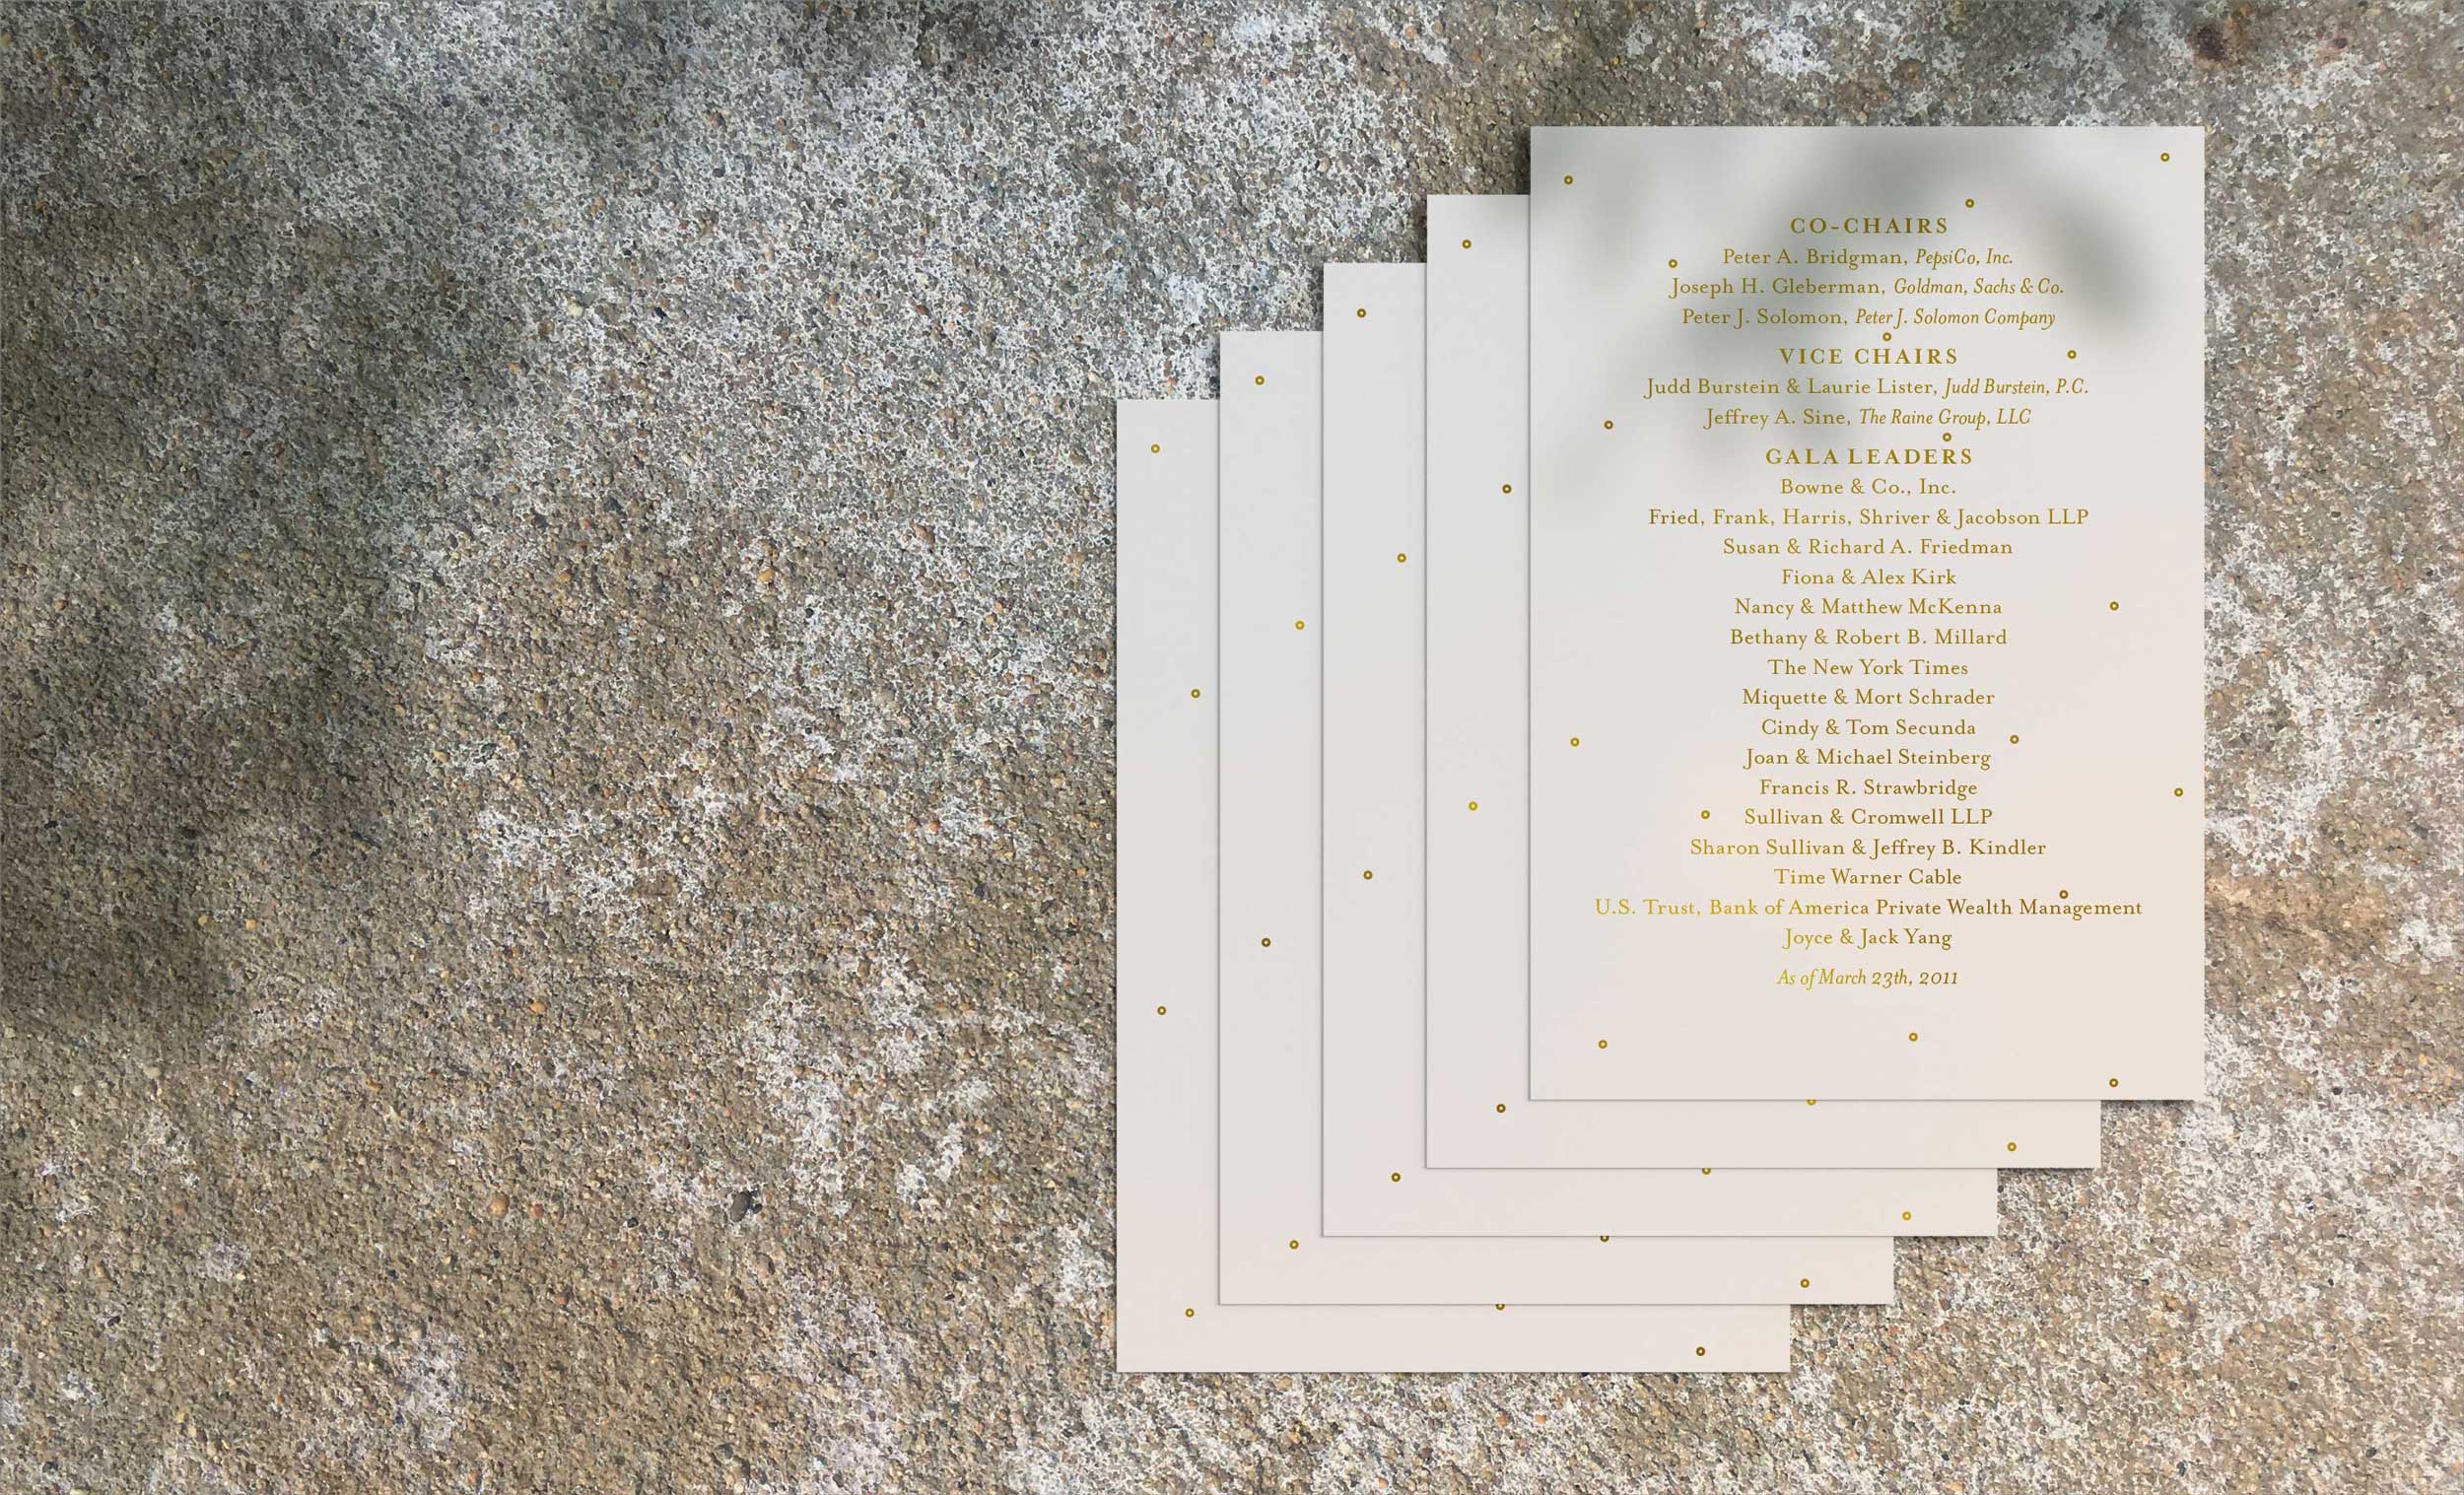 CO-CHAIRS
Peter A. Bridgman, PepsiCo, Inc.
Joseph H. Gleberman, Goldman, Sachs & Co.
Peter J. Solomon, Peter J. Solomon Company
VICE CHAIRS
Judd Burstein & Laurie Lister, Judd Burstein, P.C.
Jeffrey A. Sine, The Raine Group, LLC
GALA LEADERS
Bowne & Co., Inc.
Fried, Frank, Harris, Shriver & Jacobson LLP
Susan & Richard A. Friedman
Fiona & Alex Kirk
Nancy & Matthew McKenna
Bethany & Robert B. Millard
The New York Times
Miquette & Mort Schrader
Cindy & Tom Secunda
Joan & Michael Steinberg
Francis R. Strawbridge
Sullivan & Cromwell LLP
Sharon Sullivan & Jeffrey B. Kindler
Time Warner Cable
U.S. Trust, Bank of America Private Wealth Management
Joyce & Jack Yang
As of March 23th, 2011